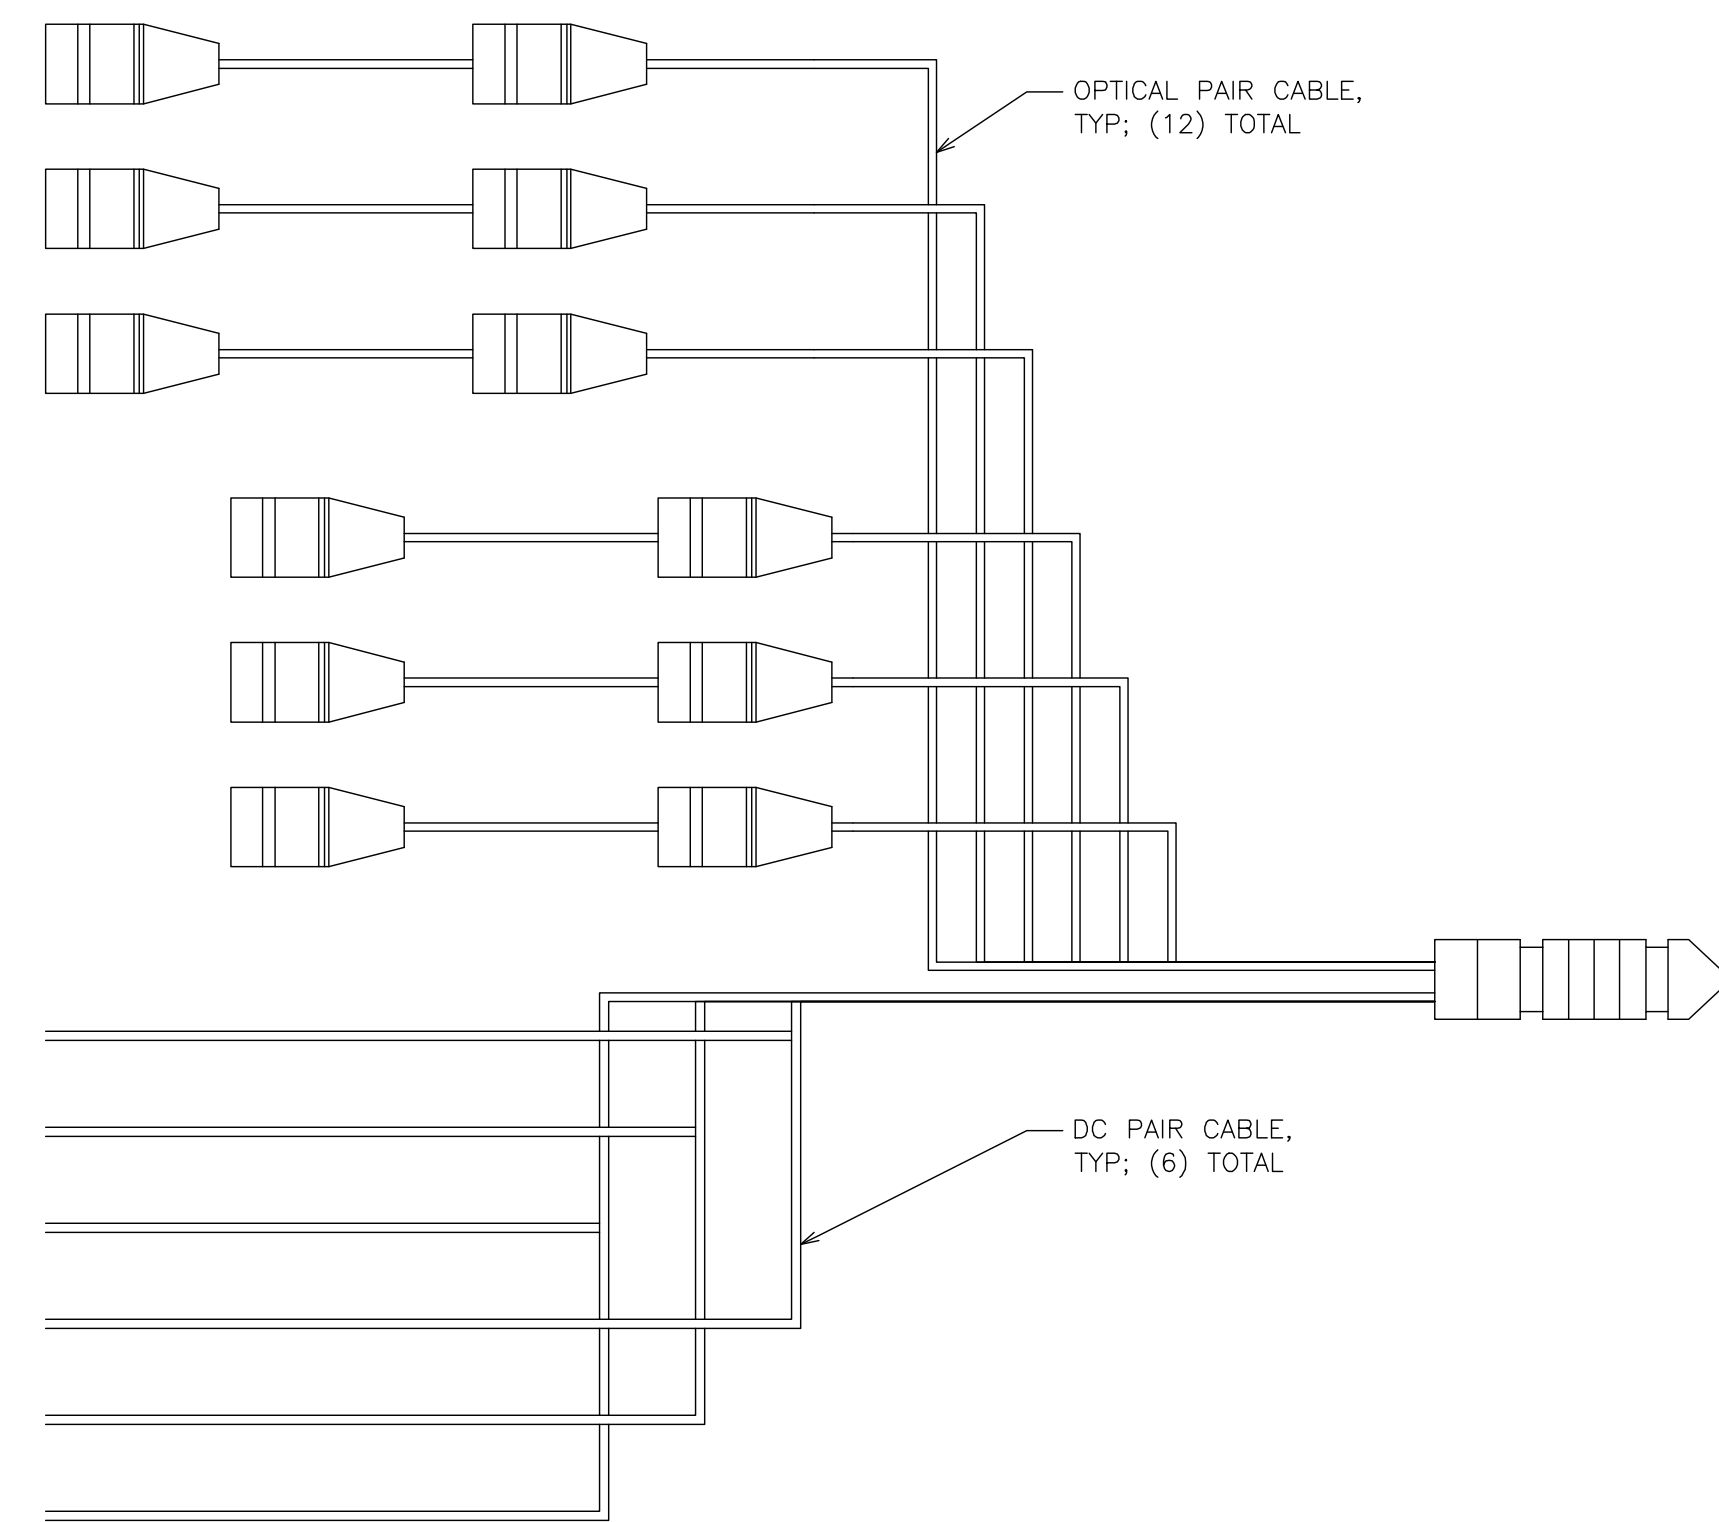 OPTICAL PAIR CABLE,
TYP; (12) TOTAL
DC PAIR CABLE,
TYP; (6) TOTAL